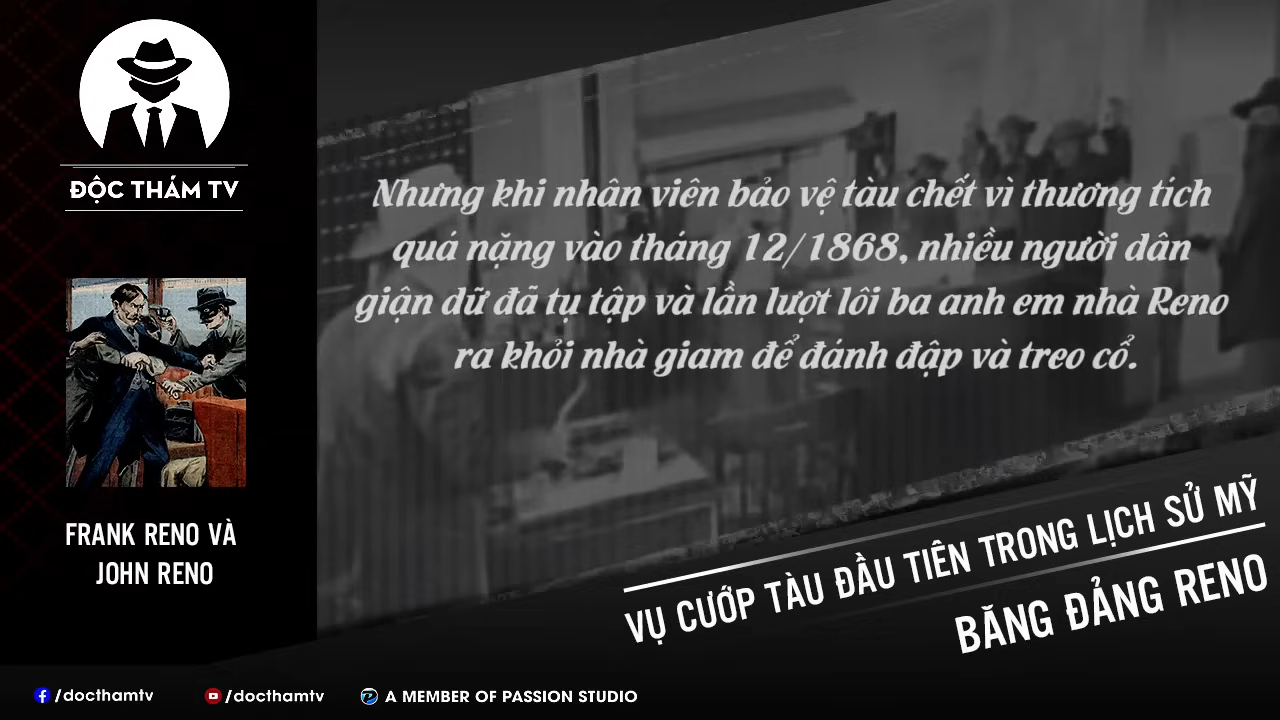 ĐỘC THÁM TV
Nhưng khi nhân viên bảo vệ tàu chết vì thương tích
quá nặng vào tháng 12/1868, nhiều người dân
giận dữ đã tụ tập và lần lượt lôi ba anh em nhà Reno
ra khỏi nhà giam để đánh đập và treo cổ.
FRANK RENO VÀ
JOHN RENO
VỤ CƯỚP TÀU ĐẦU TIÊN TRONG LỊCH SỬ MỸ
BĂNG ĐẢNG RENO
/docthamtv
/docthamtv
A MEMBER OF PASSION STUDIO